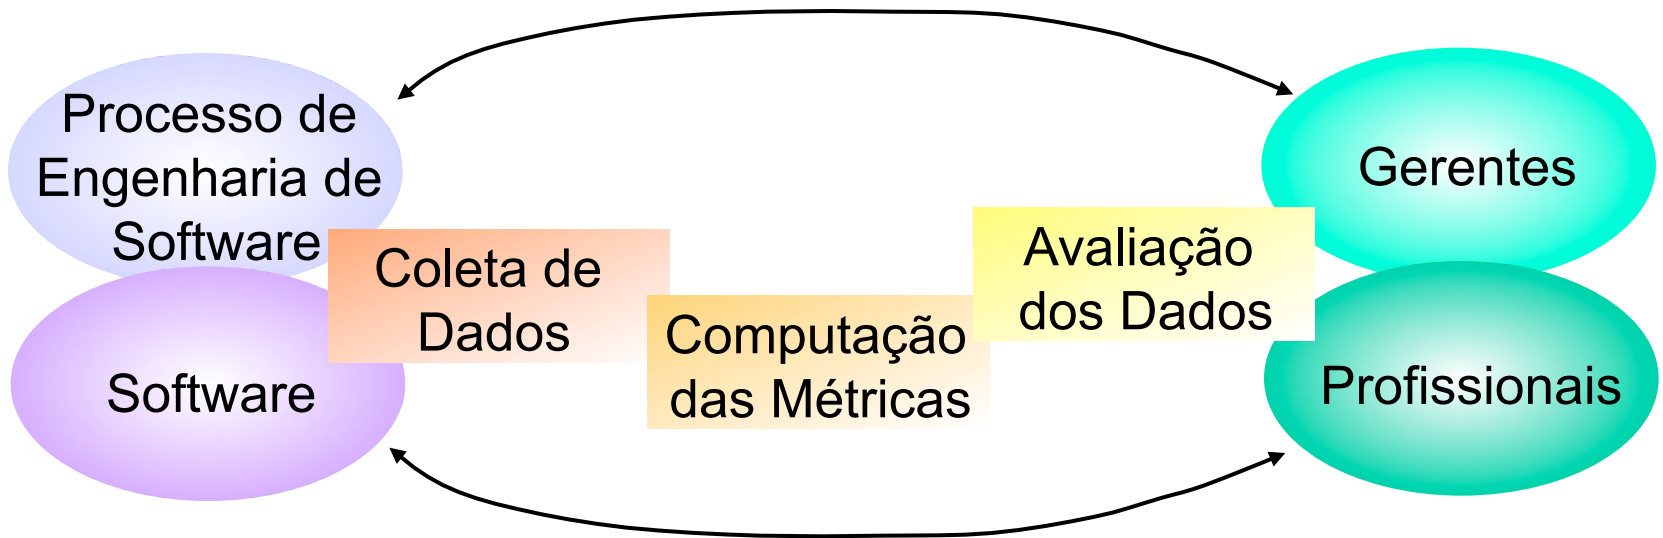 Processo de
Engenharia de
Software
Software
Coleta de
Dados
Computação
das Métricas
Avaliação
dos Dados
Gerentes
Profissionais